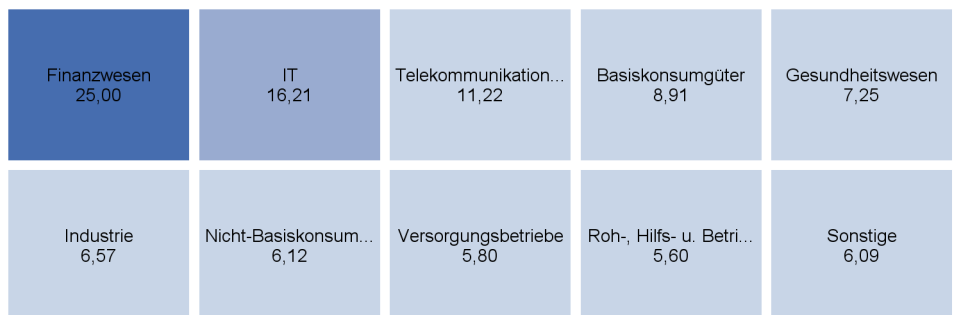 Finanzwesen
25,00
IT
16,21
Telekommunikation...
11,22
Basiskonsumgüter
8,91
Gesundheitswesen
7,25
Industrie
6,57
Nicht-Basiskonsum...
6,12
Versorgungsbetriebe
5,80
Roh-, Hilfs- u. Betri...
5,60
Sonstige
6,09